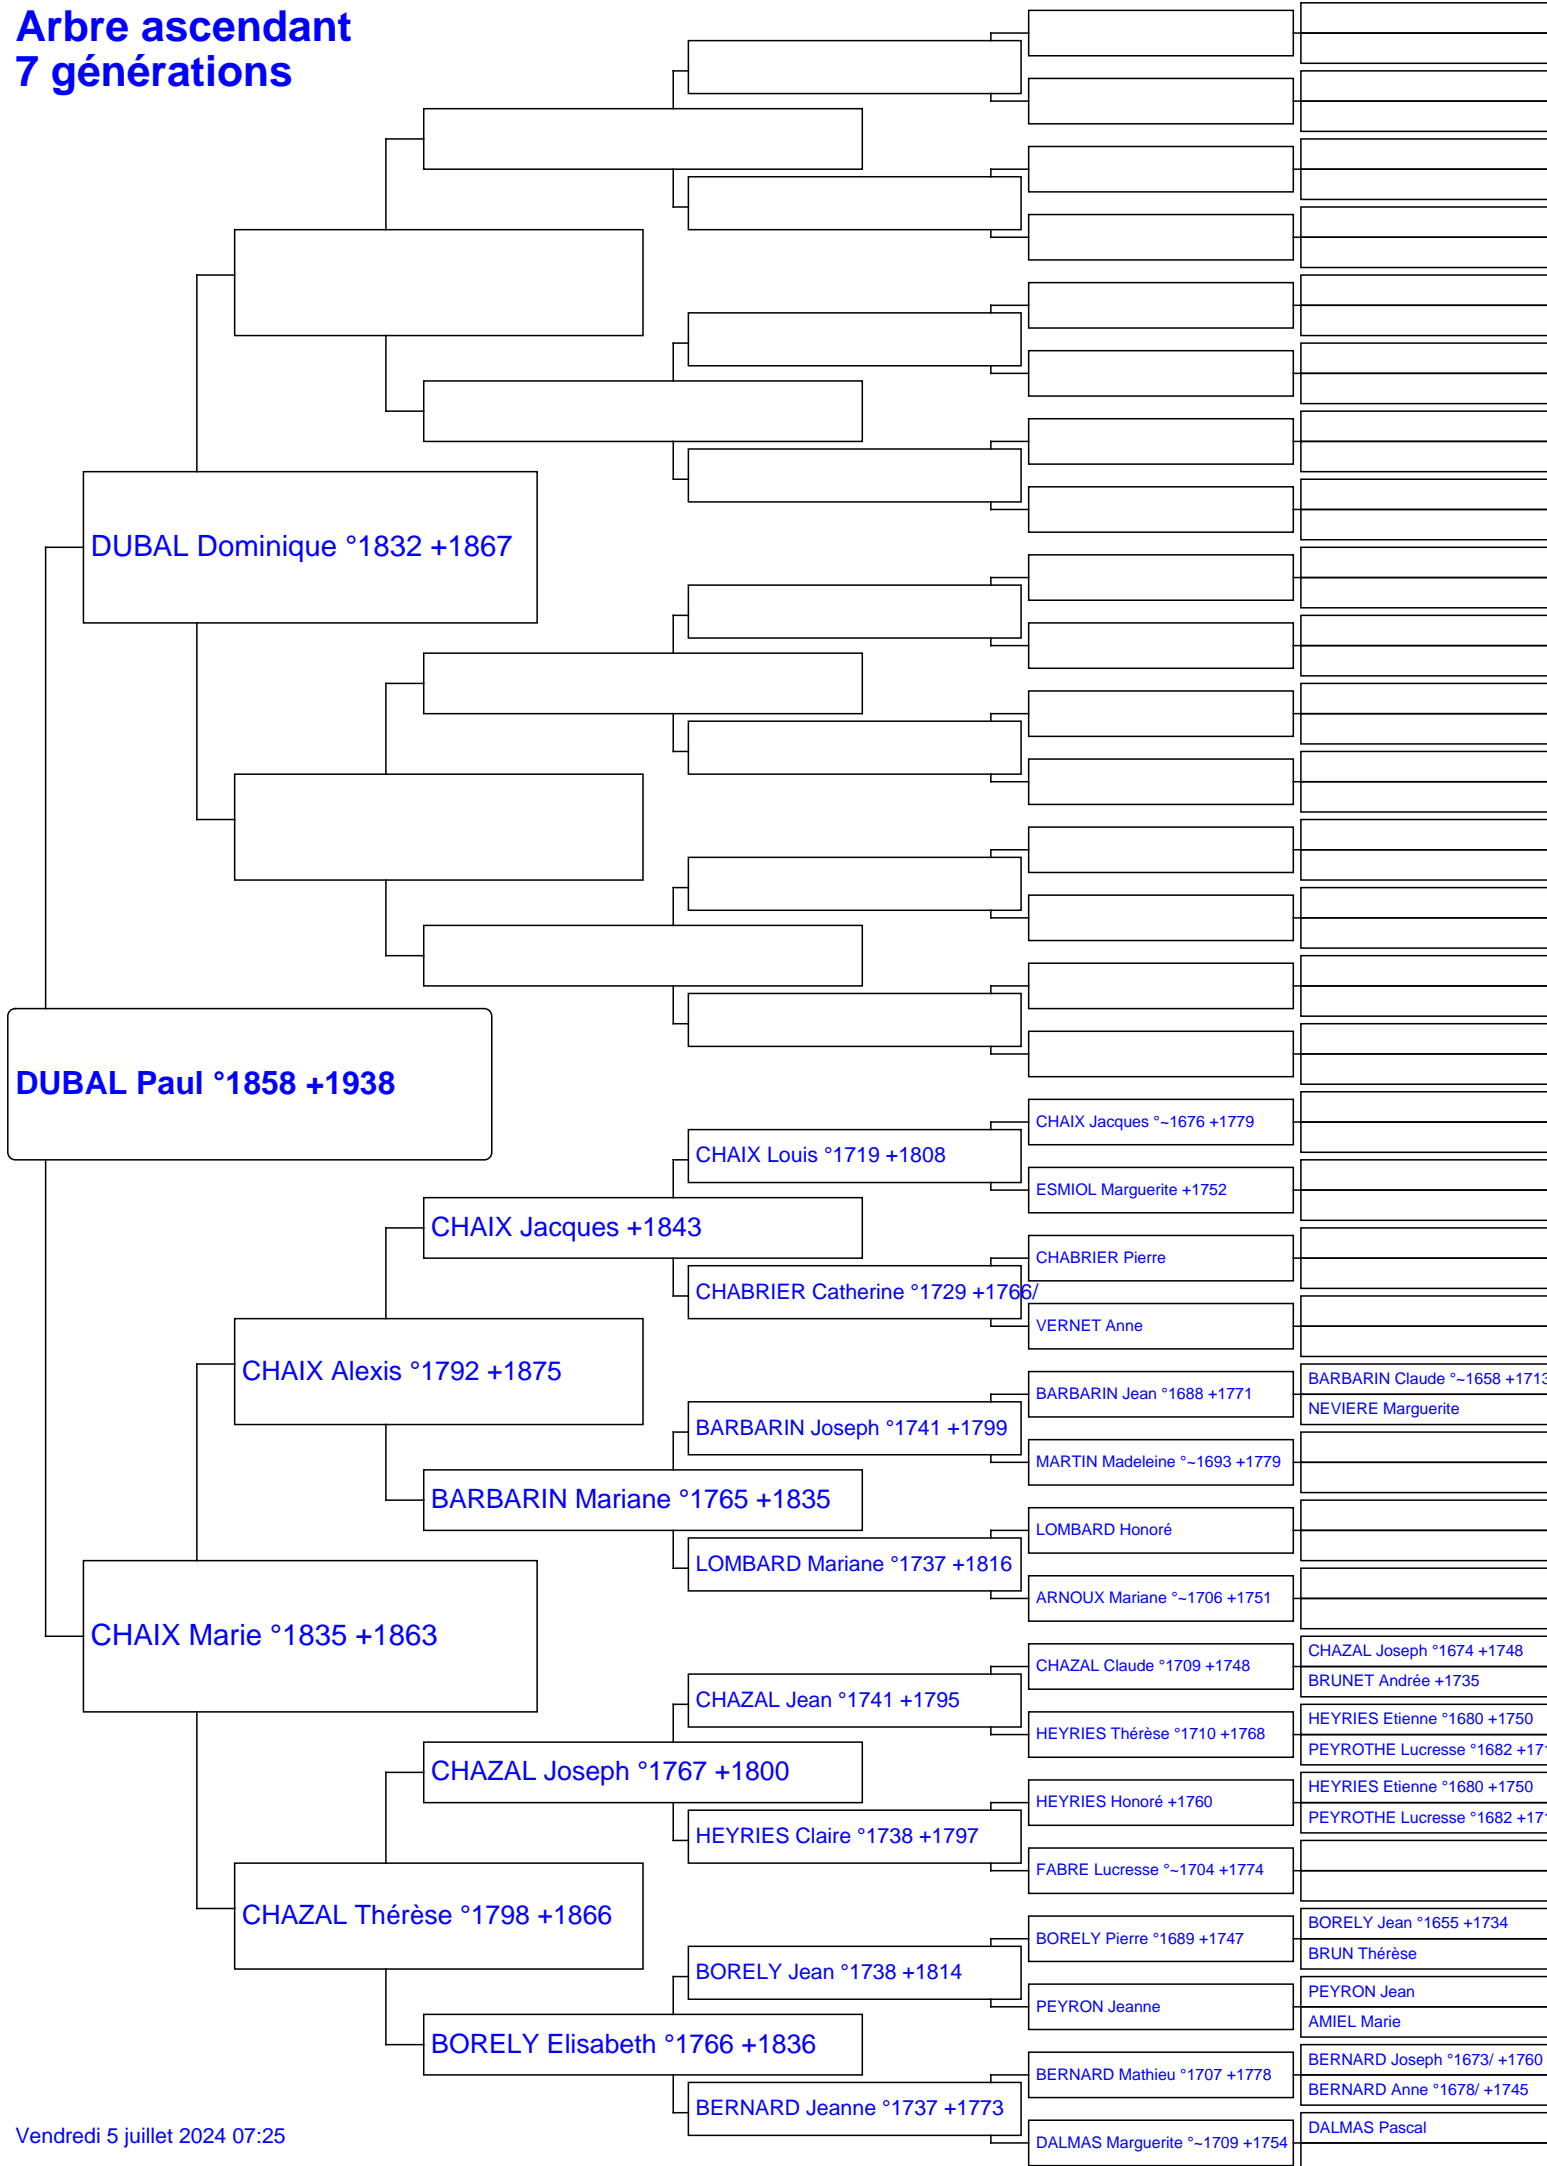 Arbre ascendant
7 générations
DUBAL Dominique °1832 +1867
DUBAL Paul °1858 +1938
CHAIX Jacques °~1676 +1779
CHAIX Louis °1719 +1808
ESMIOL Marguerite +1752
CHAIX Jacques +1843
CHABRIER Pierre
CHABRIER Catherine °1729 +1766/
VERNET Anne
CHAIX Alexis °1792 +1875
BARBARIN Claude °~1658 +1713
BARBARIN Jean °1688 +1771
NEVIERE Marguerite
BARBARIN Joseph °1741 +1799
MARTIN Madeleine °~1693 +1779
BARBARIN Mariane °1765 +1835
LOMBARD Honoré
LOMBARD Mariane °1737 +1816
ARNOUX Mariane °~1706 +1751
CHAIX Marie °1835 +1863
CHAZAL Joseph °1674 +1748
CHAZAL Claude °1709 +1748
BRUNET Andrée +1735
CHAZAL Jean °1741 +1795
HEYRIES Etienne °1680 +1750
HEYRIES Thérèse °1710 +1768
PEYROTHE Lucresse °1682 +171
CHAZAL Joseph °1767 +1800
HEYRIES Etienne °1680 +1750
HEYRIES Honoré +1760
PEYROTHE Lucresse °1682 +171
HEYRIES Claire °1738 +1797
FABRE Lucresse °~1704 +1774
CHAZAL Thérèse °1798 +1866
BORELY Jean °1655 +1734
BORELY Pierre °1689 +1747
BRUN Thérèse
BORELY Jean °1738 +1814
PEYRON Jean
PEYRON Jeanne
AMIEL Marie
BORELY Elisabeth °1766 +1836
BERNARD Joseph °1673/ +1760
BERNARD Mathieu °1707 +1778
BERNARD Anne °1678/ +1745
BERNARD Jeanne °1737 +1773
DALMAS Pascal
DALMAS Marguerite °~1709 +1754
Vendredi 5 juillet 2024 07:25